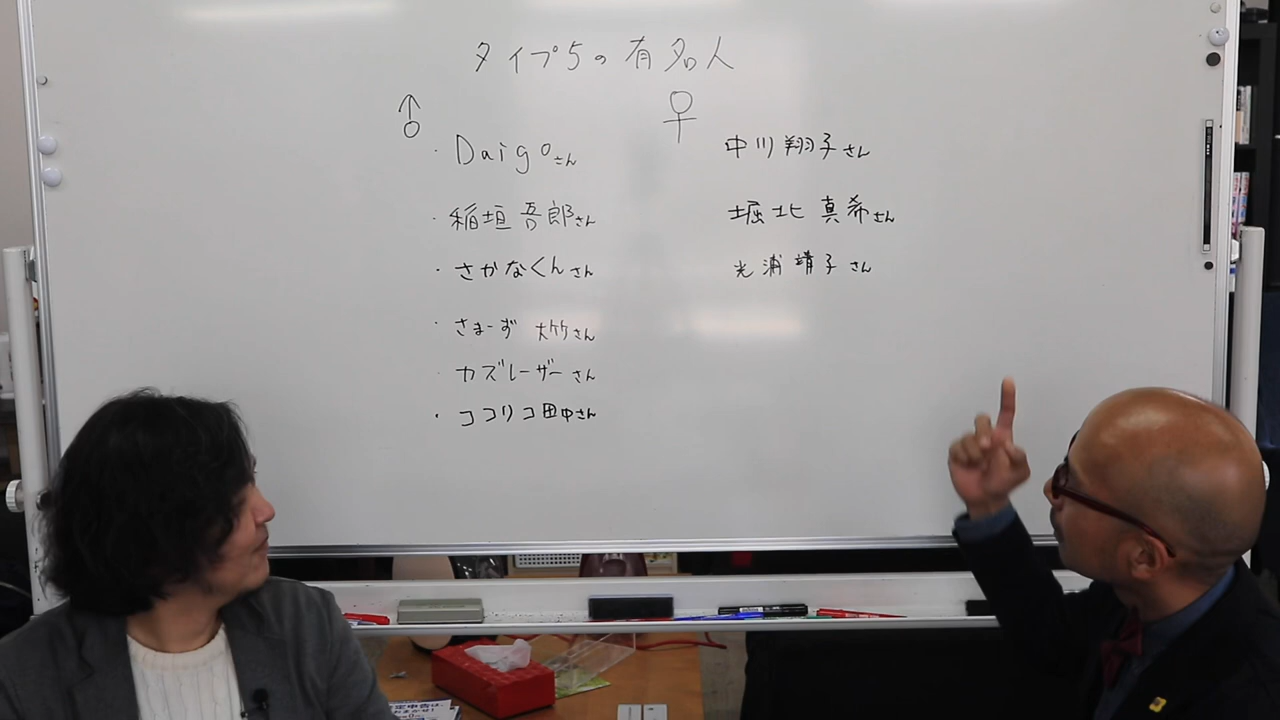 タイプ5の有名人
♂
♀
・Daigoさん
・稲垣吾郎さん
・さかなくんさん
・さまーず 大竹さん
・カズレーザーさん
・ココリコ田中さん
中川翔子さん
堀北真希さん
光浦靖子さん